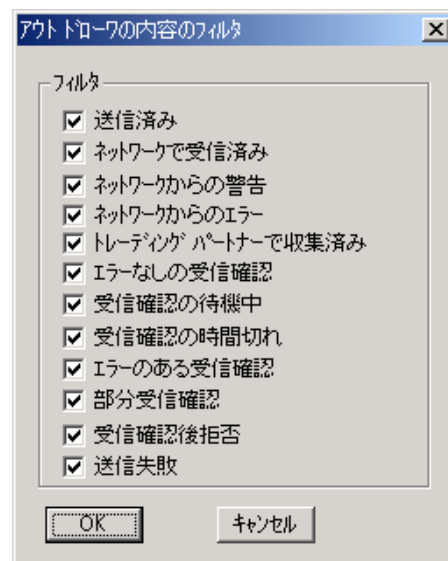 アウト ドローワの内容のフィルタ
フィルタ
送信済み
ネットワークで受信済み
ネットワークからの警告
ネットワークからのエラー
トレーディング パートナーで収集済み
エラーなしの受信確認
受信確認の待機中
受信確認の時間切れ
エラーのある受信確認
部分受信確認
受信確認後拒否
送信失敗
OK
キャンセル